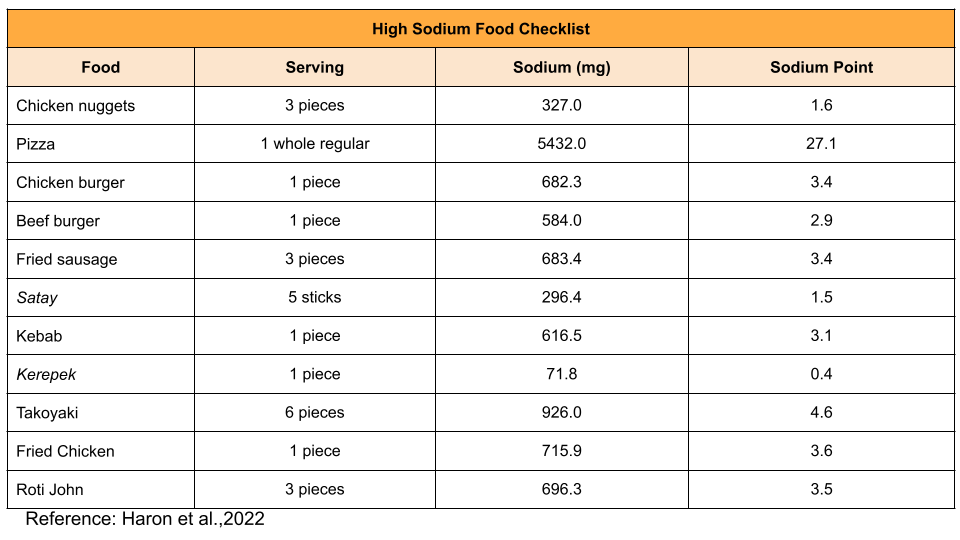 High Sodium Food Checklist
Food Serving Sodium (mg) Sodium Point
Chicken nuggets 3 pieces 327.0 1.6
Pizza 1 whole regular 5432.0 27.1
Chicken burger 1 piece 682.3 3.4
Beef burger 1 piece 584.0 2.9
Fried sausage 3 pieces 683.4 3.4
Satay 5 sticks 296.4 1.5
Kebab 1 piece 616.5 3.1
Kerepek 1 piece 71.8 0.4
Takoyaki 6 pieces 926.0 4.6
Fried Chicken 1 piece 715.9 3.6
Roti John 3 pieces 696.3 3.5
Reference: Haron et al.,2022